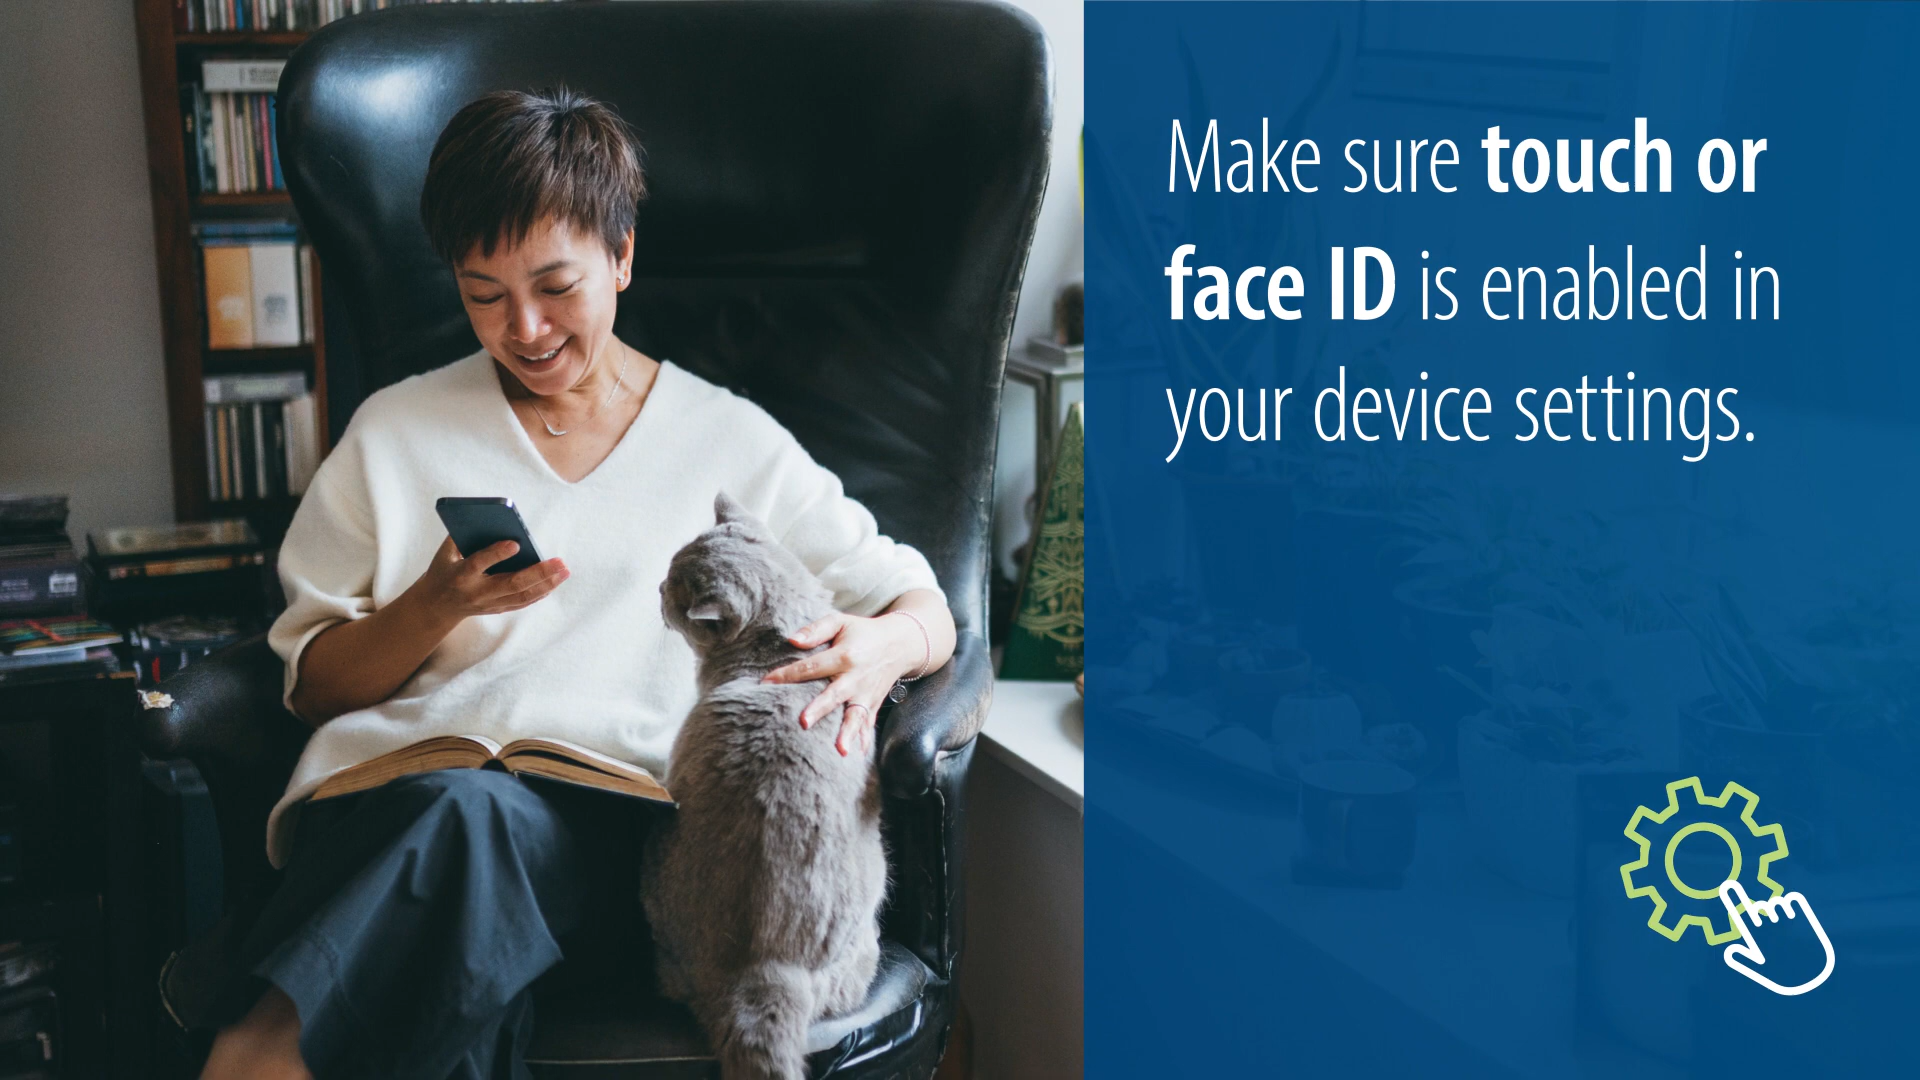 Make sure touch or
face ID is enabled in
your device settings.